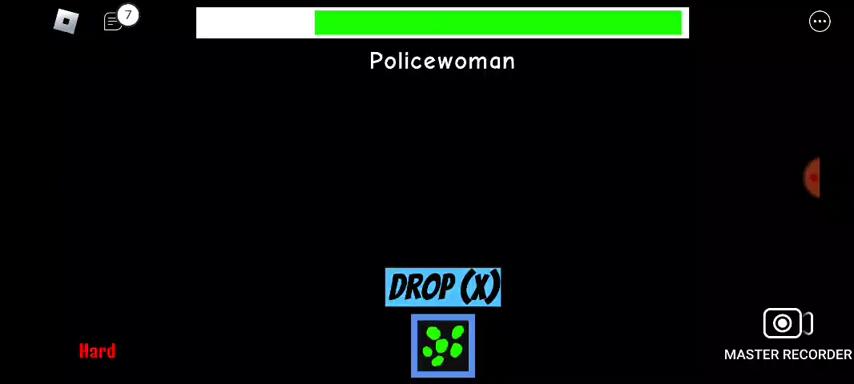 7
Policewoman
DROP (X)
Hard
MASTER RECORDER